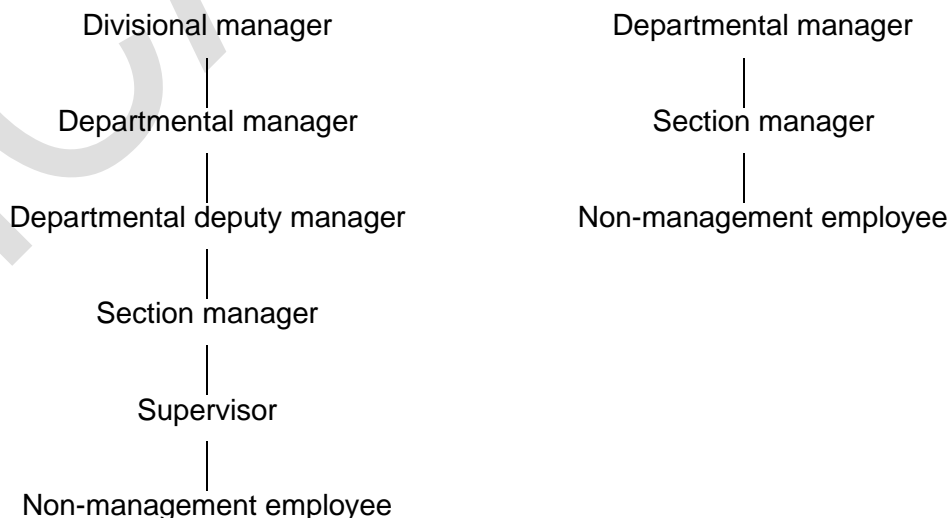 Divisional manager
Departmental manager
Departmental deputy manager
Section manager
Supervisor
Non-management employee
Departmental manager
Section manager
Non-management employee